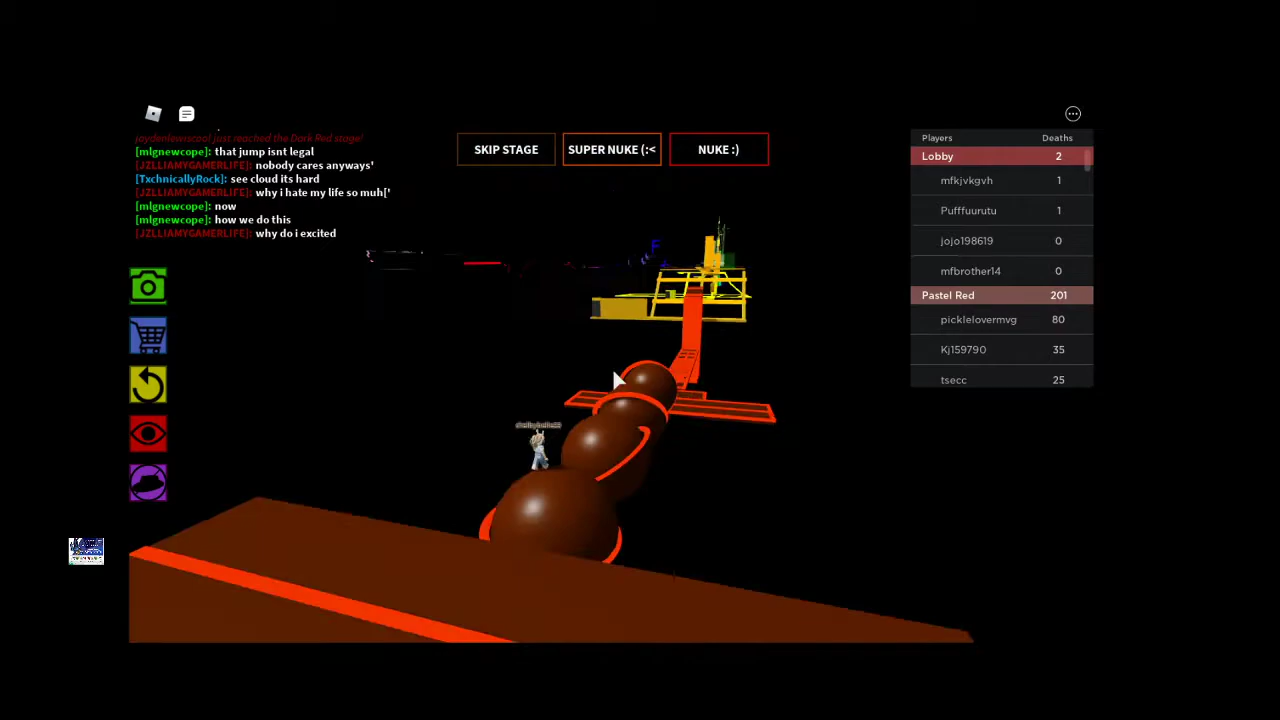 joydenlewiscool just reached the Dark Red stage!
[mlgnewcope]: that jump isnt legal
[JZLLIAMYGAMERLIFE]: nobody cares anyways'
[TxchnicallyRock]: see cloud its hard
[JZLLIAMYGAMERLIFE]: why i hate my life so muh['
[mlgnewcope]: now
[mlgnewcope]: how we do this
[JZLLIAMYGAMERLIFE]: why do i excited
SKIP STAGE
SUPER NUKE (:<
NUKE :)
Players Deaths
Lobby 2
mfkjvkgvh 1
Pufffuurutu 1
jojo198619 0
mfbrother14 0
Pastel Red 201
picklelovermvg 80
Kj159790 35
tsecc 25
F